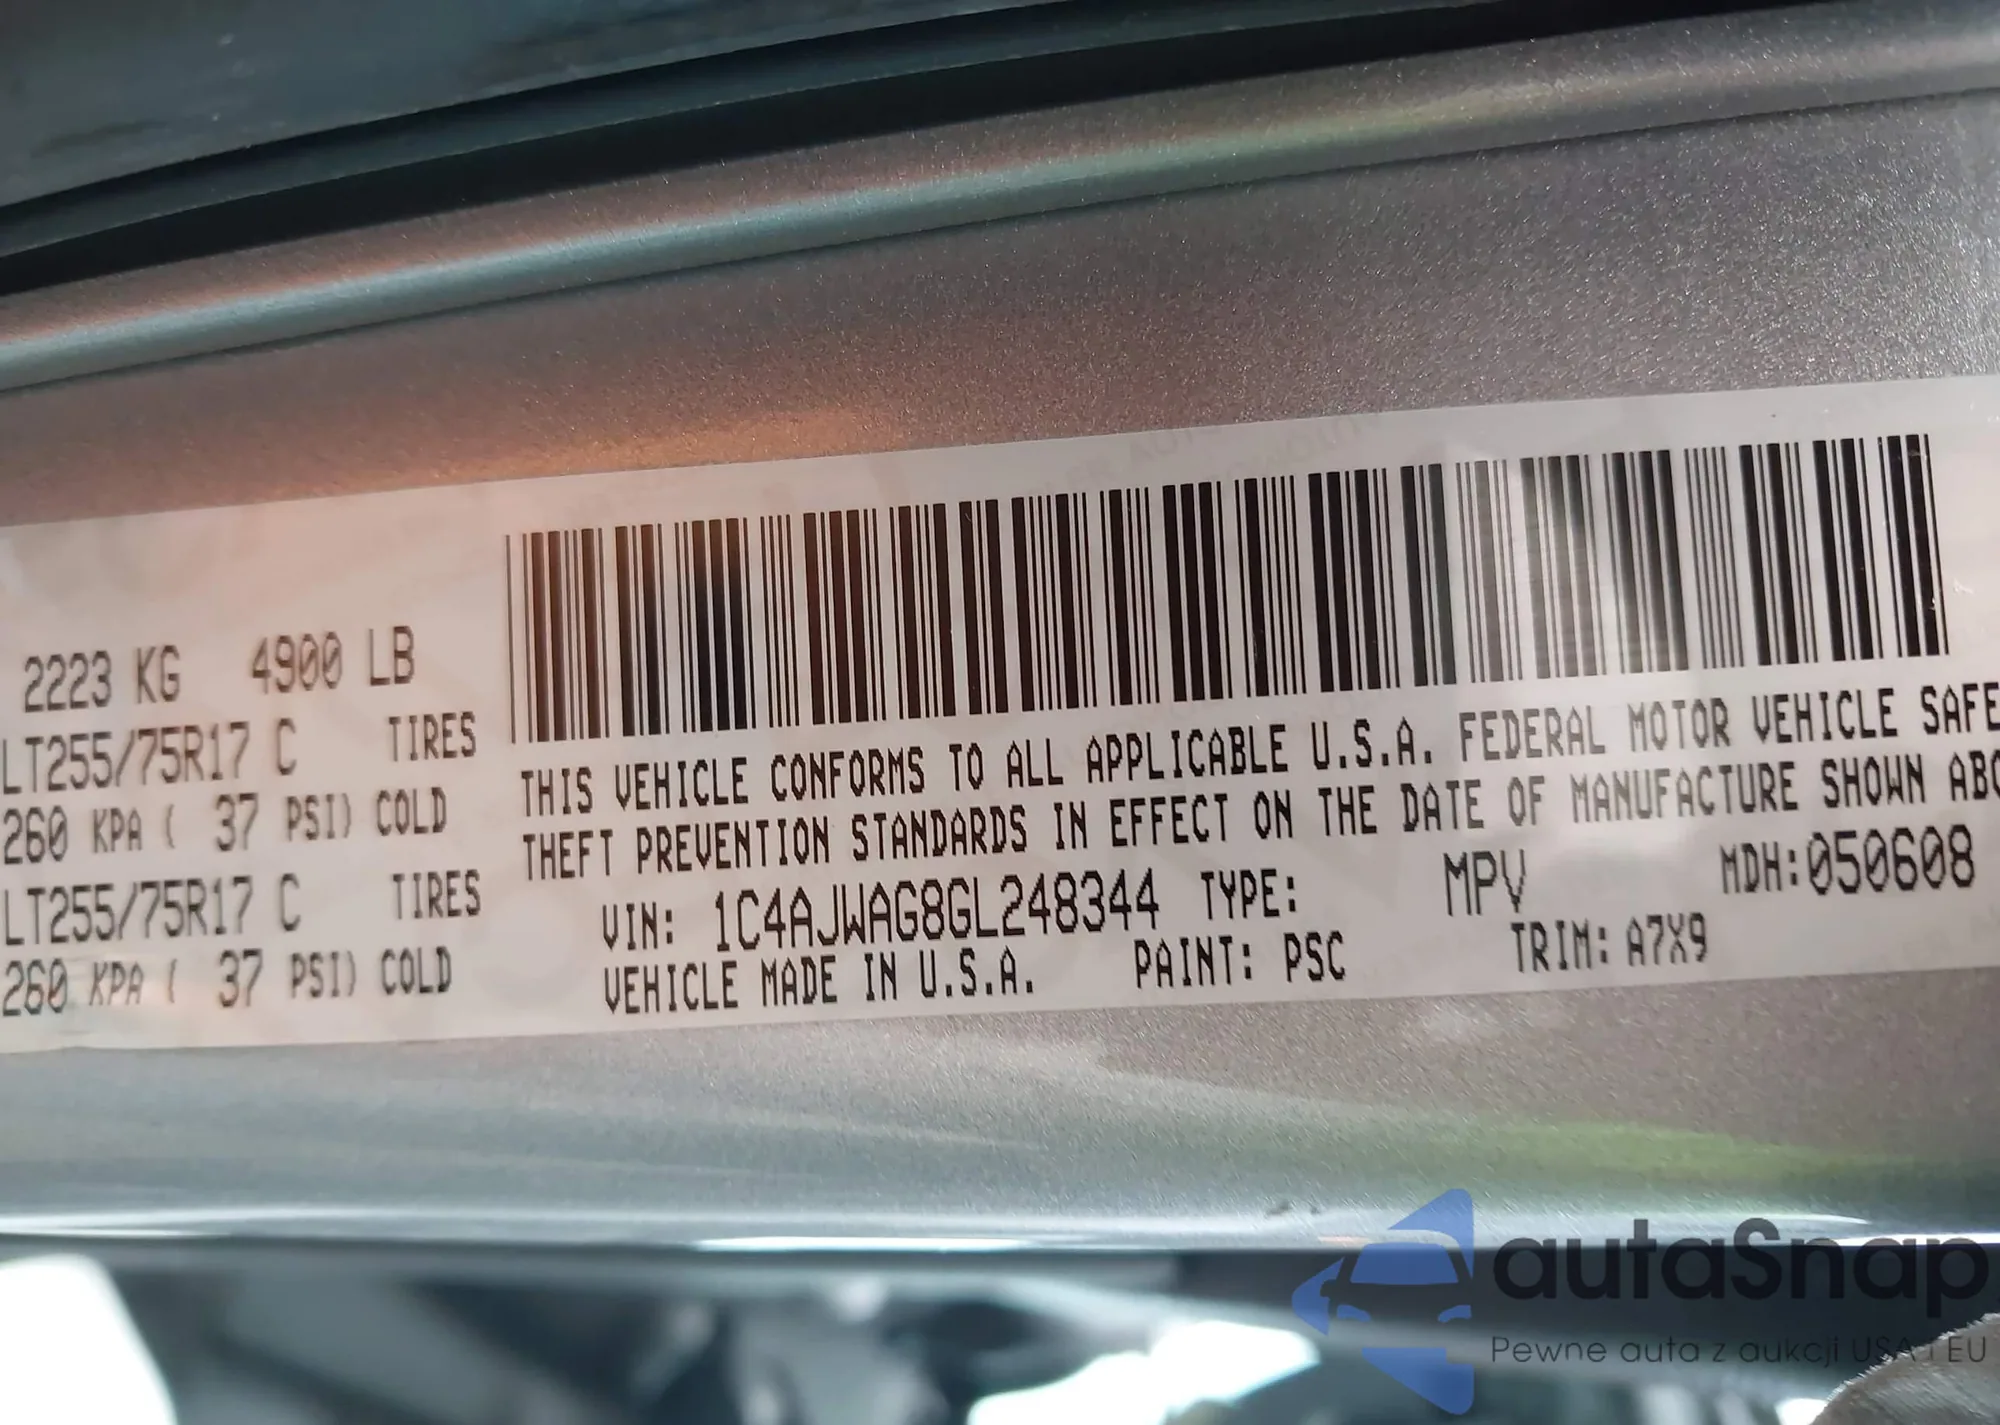 2223 KG 4900 LB
LT255/75R17 C TIRES
260 KPA ( 37 PSI) COLD
LT255/75R17 C TIRES
260 KPA ( 37 PSI) COLD
THIS VEHICLE CONFORMS TO ALL APPLICABLE U.S.A. FEDERAL MOTOR VEHICLE SAFE
THEFT PREVENTION STANDARDS IN EFFECT ON THE DATE OF MANUFACTURE SHOWN ABO
VIN: 1C4AJWAG8GL248344 TYPE: MPV MDH:050608
VEHICLE MADE IN U.S.A. PAINT: PSC TRIM: A7X9
autaSnap
Pewne auta z aukcji USA i EU